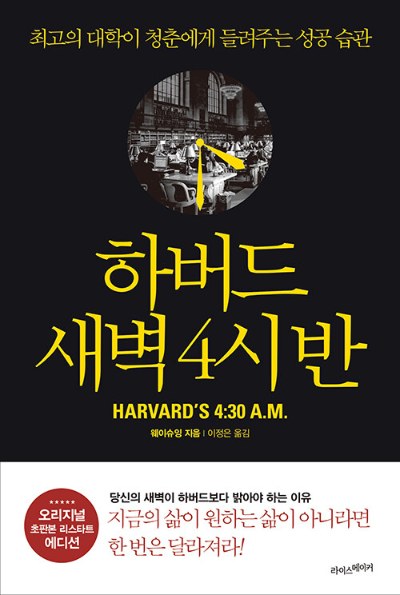 최고의 대학이 청춘에게 들려주는 성공 습관
하버드
새벽 4시 반
HARVARD'S 4:30 A.M.
웨이슈잉 지음 | 이정은 옮김
★★★★★
오리지널
초판본 리스타트
에디션
당신의 새벽이 하버드보다 밝아야 하는 이유
지금의 삶이 원하는 삶이 아니라면
한 번은 달라져라!
라이스메이커